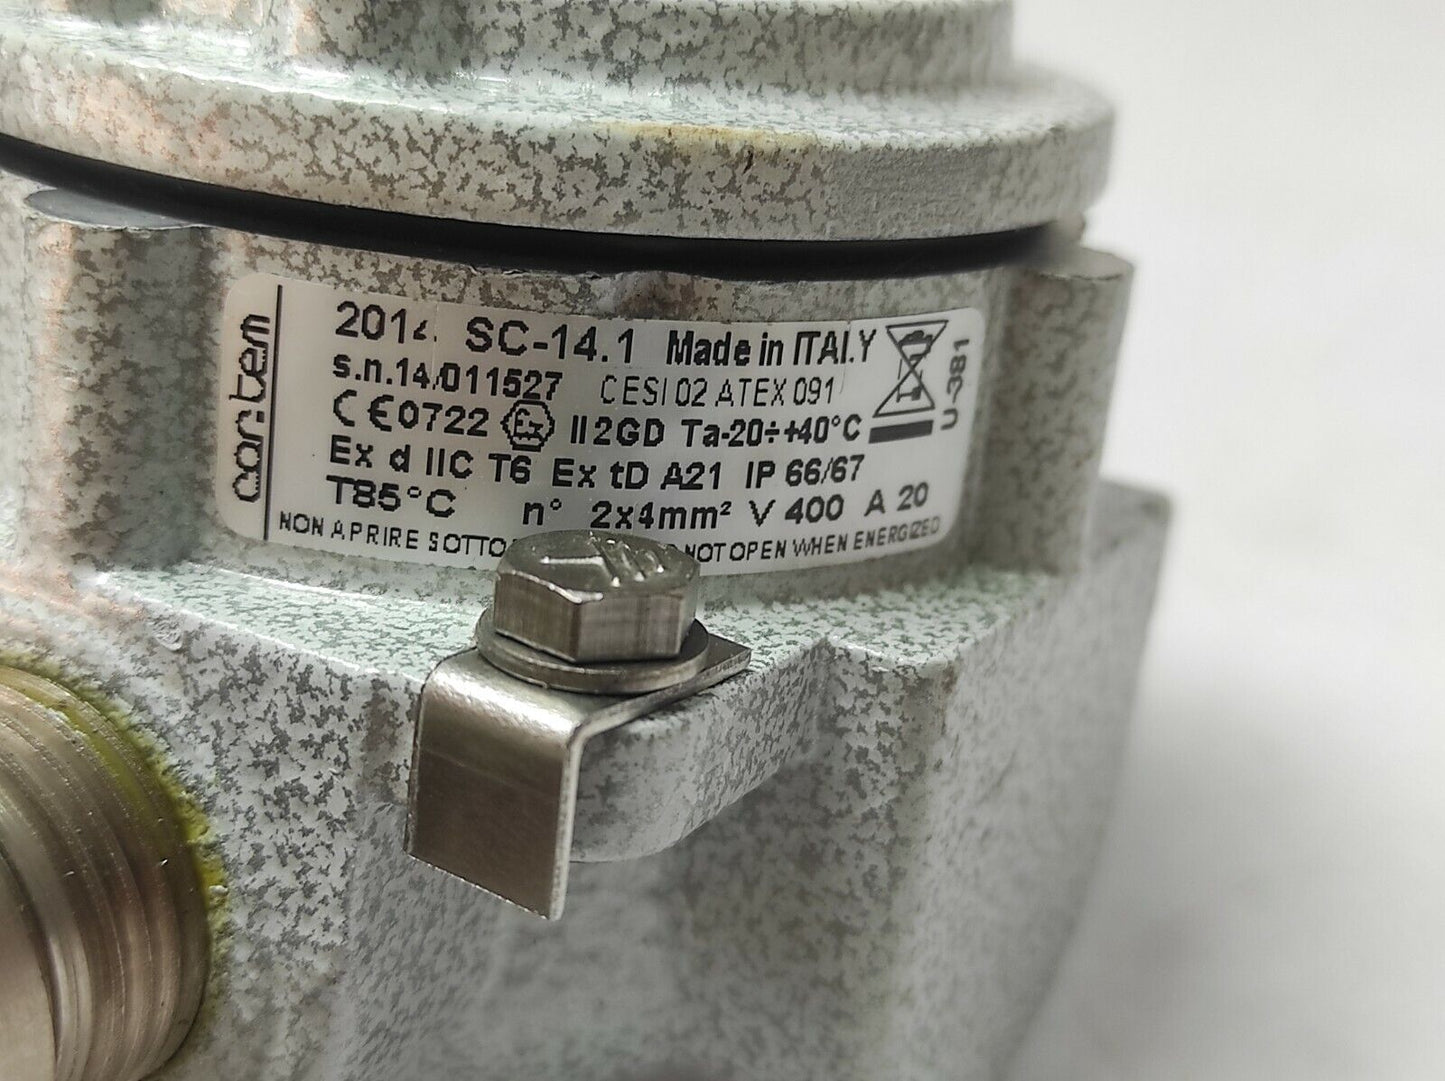 cortem
2014 SC-14.1 Made in ITALY
s.n.14/011527 CESI 02 ATEX 091
CE0722 Ex II2GD Ta-20÷+40°C
Ex d IIC T6 Ex tD A21 IP 66/67
T85°C n° 2x4mm² V 400 A 20
NON APRIRE SOTTO NOT OPEN WHEN ENERGIZED
U-381